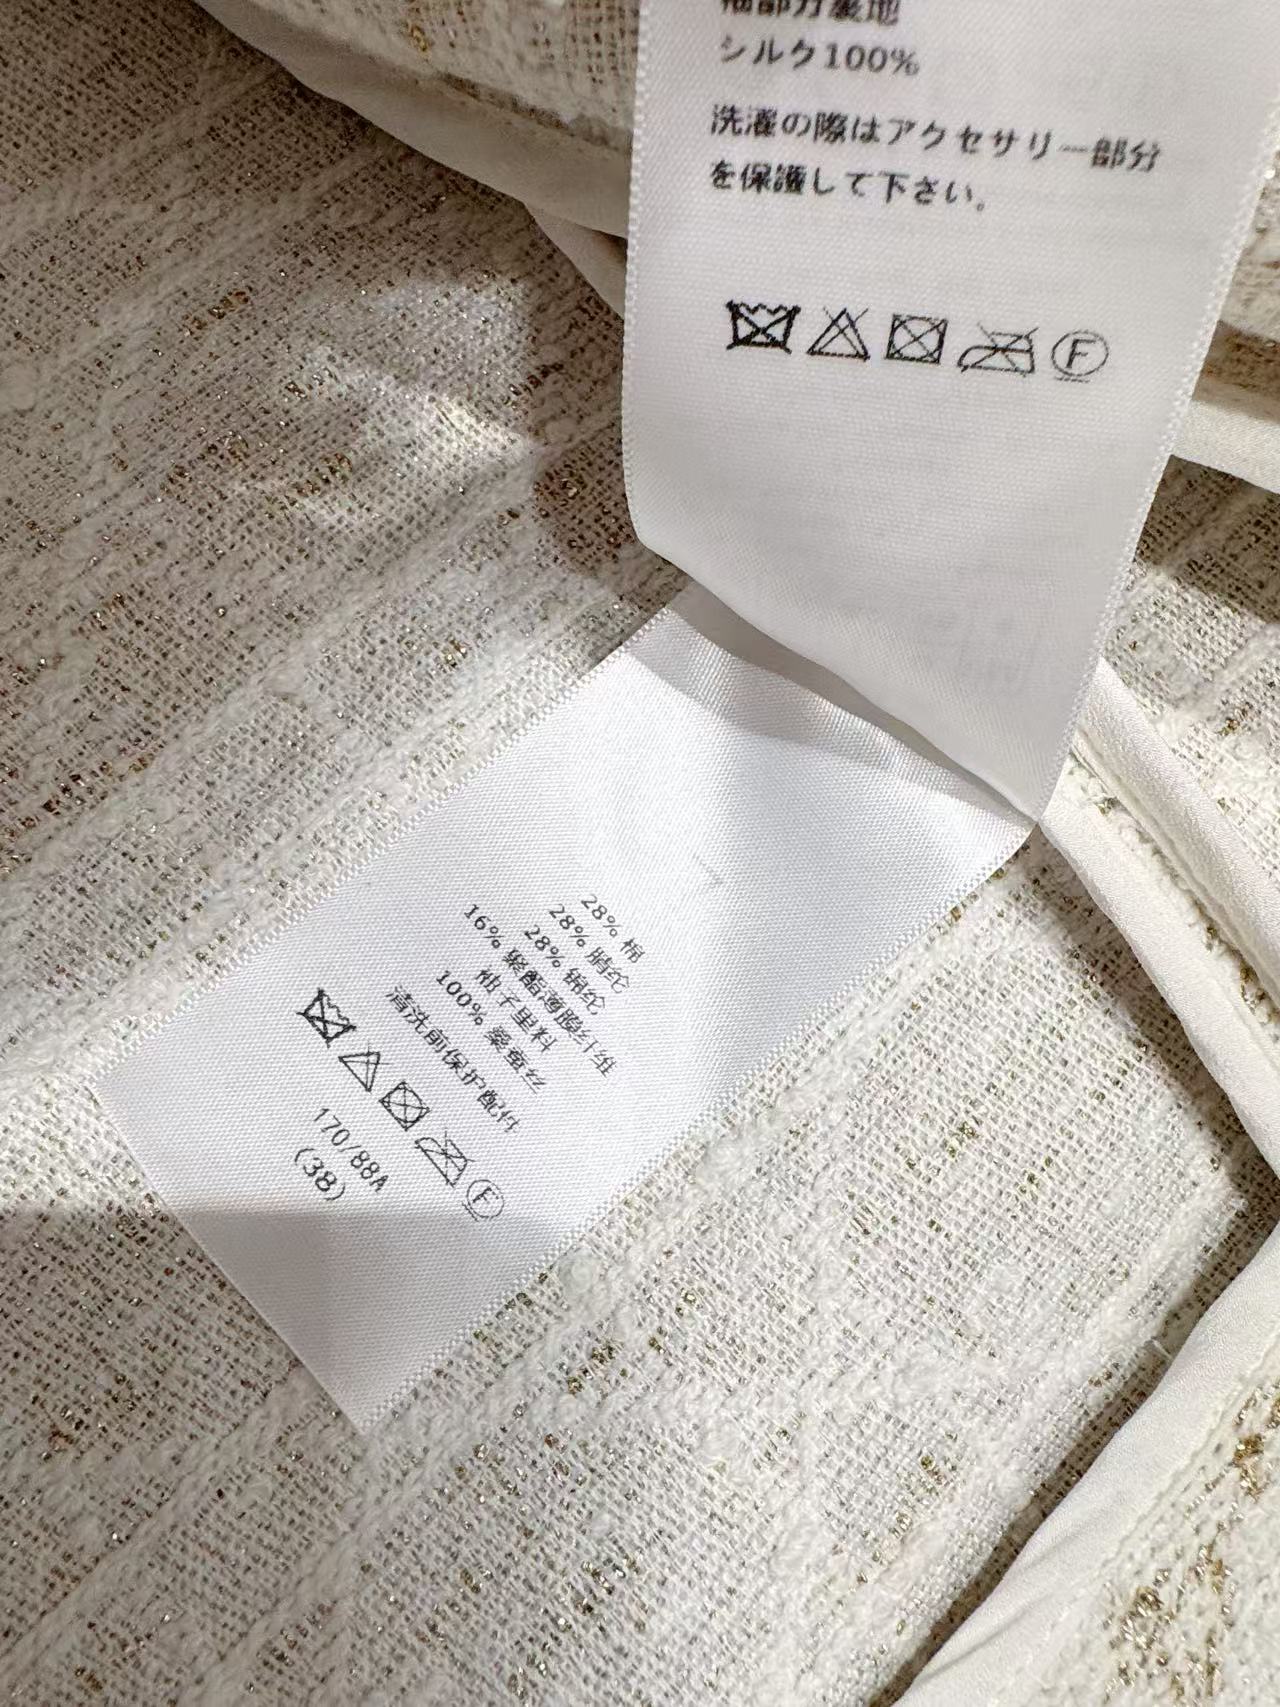 袖部分裏地
シルク100%
洗濯の際はアクセサリー部分
を保護して下さい。
F
28% 棉
28% 腈纶
28% 锦纶
16% 聚酯薄膜纤维
袖子里料
100% 桑蚕丝
清洗前保护配件
F
170/88A
(38)